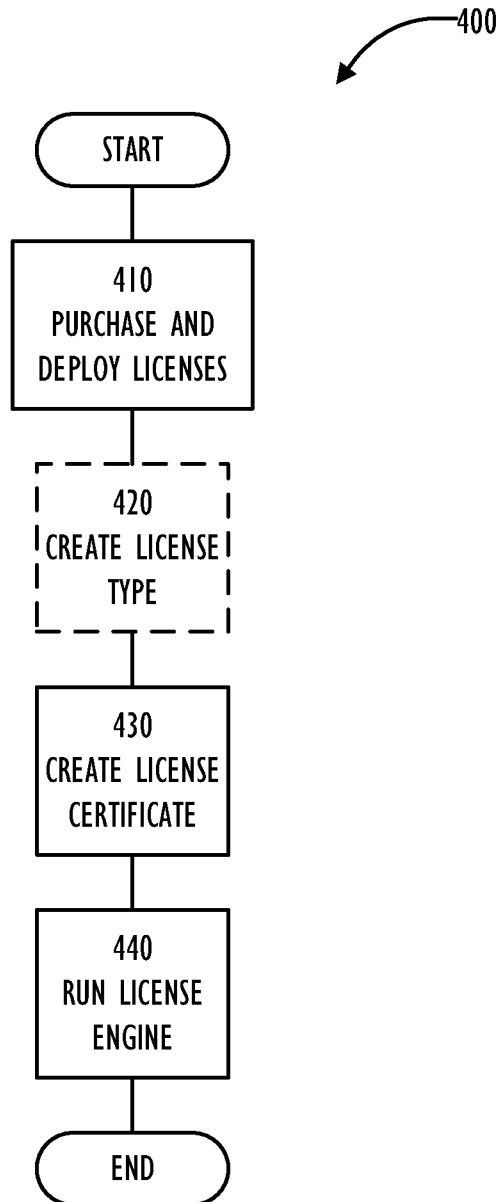 400
START
410
PURCHASE AND
DEPLOY LICENSES
420
CREATE LICENSE
TYPE
430
CREATE LICENSE
CERTIFICATE
440
RUN LICENSE
ENGINE
END